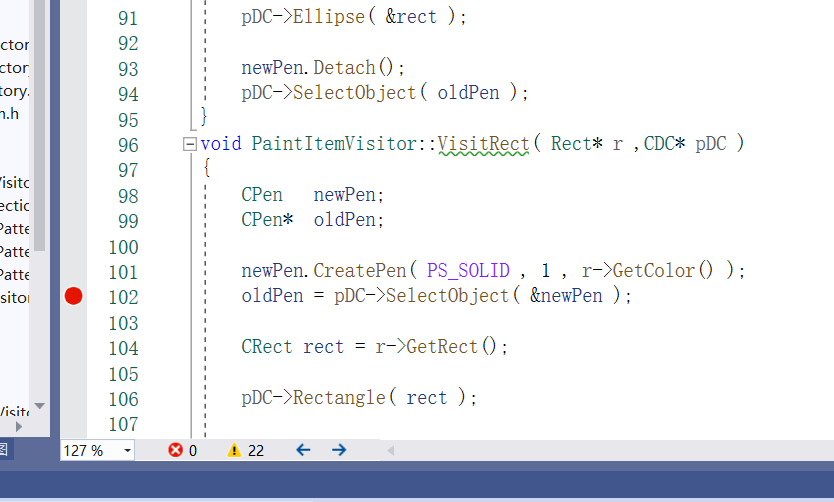 91 pDC->Ellipse( &rect );
92
93 newPen.Detach();
94 pDC->SelectObject( oldPen );
95 }
96 void PaintItemVisitor::VisitRect( Rect* r ,CDC* pDC )
97 {
98 CPen newPen;
99 CPen* oldPen;
100
101 newPen.CreatePen( PS_SOLID , 1 , r->GetColor() );
102 oldPen = pDC->SelectObject( &newPen );
103
104 CRect rect = r->GetRect();
105
106 pDC->Rectangle( rect );
107
ctor
ctor
tory.
n.h
Visito
ectio
Patte
Patte
Patte
isitor
/isite
图
127 % 0 22